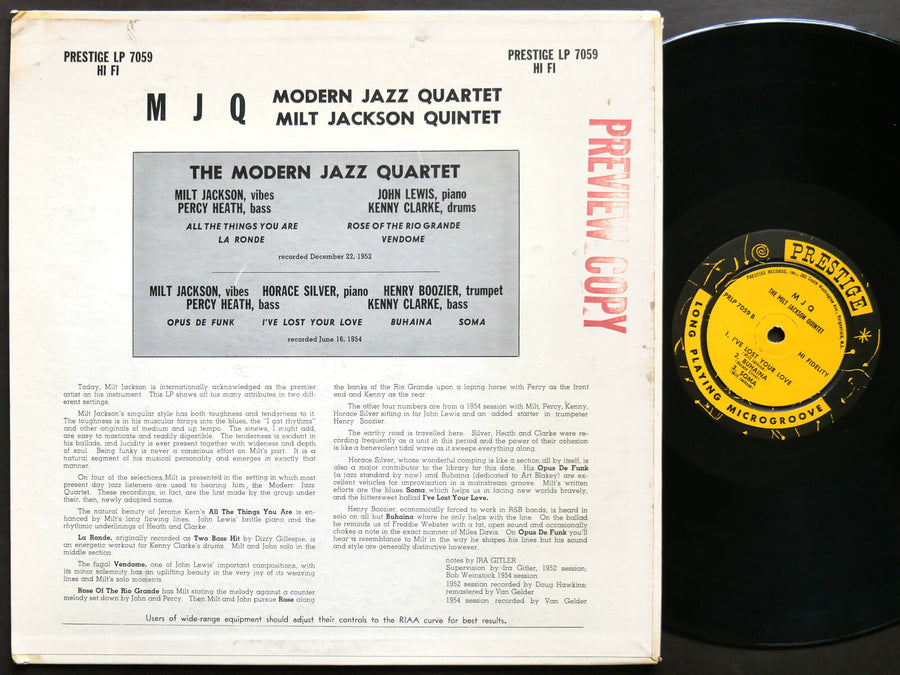 PRESTIGE LP 7059
HI FI
PRESTIGE LP 7059
HI FI
M J Q
MODERN JAZZ QUARTET
MILT JACKSON QUINTET
PREVIEW COPY
THE MODERN JAZZ QUARTET
MILT JACKSON, vibes JOHN LEWIS, piano
PERCY HEATH, bass KENNY CLARKE, drums
ALL THE THINGS YOU ARE ROSE OF THE RIO GRANDE
LA RONDE VENDOME
recorded December 22, 1952
MILT JACKSON, vibes HORACE SILVER, piano HENRY BOOZIER, trumpet
PERCY HEATH, bass KENNY CLARKE, bass
OPUS DE FUNK I'VE LOST YOUR LOVE BUHAINA SOMA
recorded June 16, 1954
Today, Milt Jackson is internationally acknowledged as the premier
artist on his instrument. This LP shows off his many attributes in two dif-
erent settings.
Milt Jackson's singular style has both toughness and tenderness to it.
The toughness is in his muscular forays into the blues, the "I got rhythms"
and other originals of medium and up tempo. The sinews, I might add,
are easy to masticate and readily digestible. The tenderness is evident in
his ballads, and lucidity is ever present together with wideness and depth
of soul. Being funky is never a conscious effort on Milt's part. It is a
natural segment of his musical personality and emerges in exactly that
manner.
On four of the selections, Milt is presented in the setting in which most
present day jazz listeners are used to hearing him, the Modern Jazz
Quartet. These recordings, in fact, are the first made by the group under
their, then, newly adopted name.
The natural beauty of Jerome Kern's All The Things You Are is en-
hanced by Milt's long flowing lines, John Lewis' brittle piano and the
rhythmic underlinings of Heath and Clarke.
La Ronde, originally recorded as Two Bass Hit by Dizzy Gillespie, is
an energetic workout for Kenny Clarke's drums. Milt and John solo in the
middle section.
The fugal Vendome, one of John Lewis' important compositions, with
its minor solemnity has an uplifting beauty in the very joy of its weaving
lines and Milt's solo moments.
Rose Of The Rio Grande has Milt stating the melody against a counter
melody set down by John and Percy. Then Milt and John pursue Rose along
the banks of the Rio Grande upon a loping horse with Percy as the front
end and Kenny as the rear.
The other four numbers are from a 1954 session with Milt, Percy, Kenny,
Horace Silver sitting in for John Lewis and an added starter in trumpeter
Henry Boozier.
The earthy road is travelled here. Silver, Heath and Clarke were re-
cording frequently as a unit in this period and the power of their cohesion
is like a benevolent tidal wave as it sweeps everything along.
Horace Silver, whose wonderful comping is like a section all by itself, is
also a major contributor to the library for this date. His Opus De Funk
(a jazz standard by now) and Buhaina (dedicated to Art Blakey) are ex-
cellent vehicles for improvisation in a mainstream groove. Milt's written
efforts are the blues Soma, which helps us in facing new worlds bravely,
and the bittersweet ballad I've Lost Your Love.
Henry Boozier, economically forced to work in R&B bands, is heard in
solo on all but Buhaina where he only helps with the line. On the ballad
he reminds us of Freddie Webster with a fat, open sound and occasionally
chokes a note in the exact manner of Miles Davis. On Opus De Funk you'll
hear a resemblance to Milt in the way he shapes his lines but his sound
and style are generally distinctive however.
notes by IRA GITLER
Supervision by Ira Gitler, 1952 session;
Bob Weinstock 1954 session
1952 session recorded by Doug Hawkins;
remastered by Van Gelder
1954 session recorded by Van Gelder
Users of wide-range equipment should adjust their controls to the RIAA curve for best results.
PRESTIGE
LONG PLAYING MICROGROOVE
M J Q
THE MILT JACKSON QUINTET
PRLP 7059 B
HI FIDELITY
1. I'VE LOST YOUR LOVE
2. BUHAINA
3. SOMA